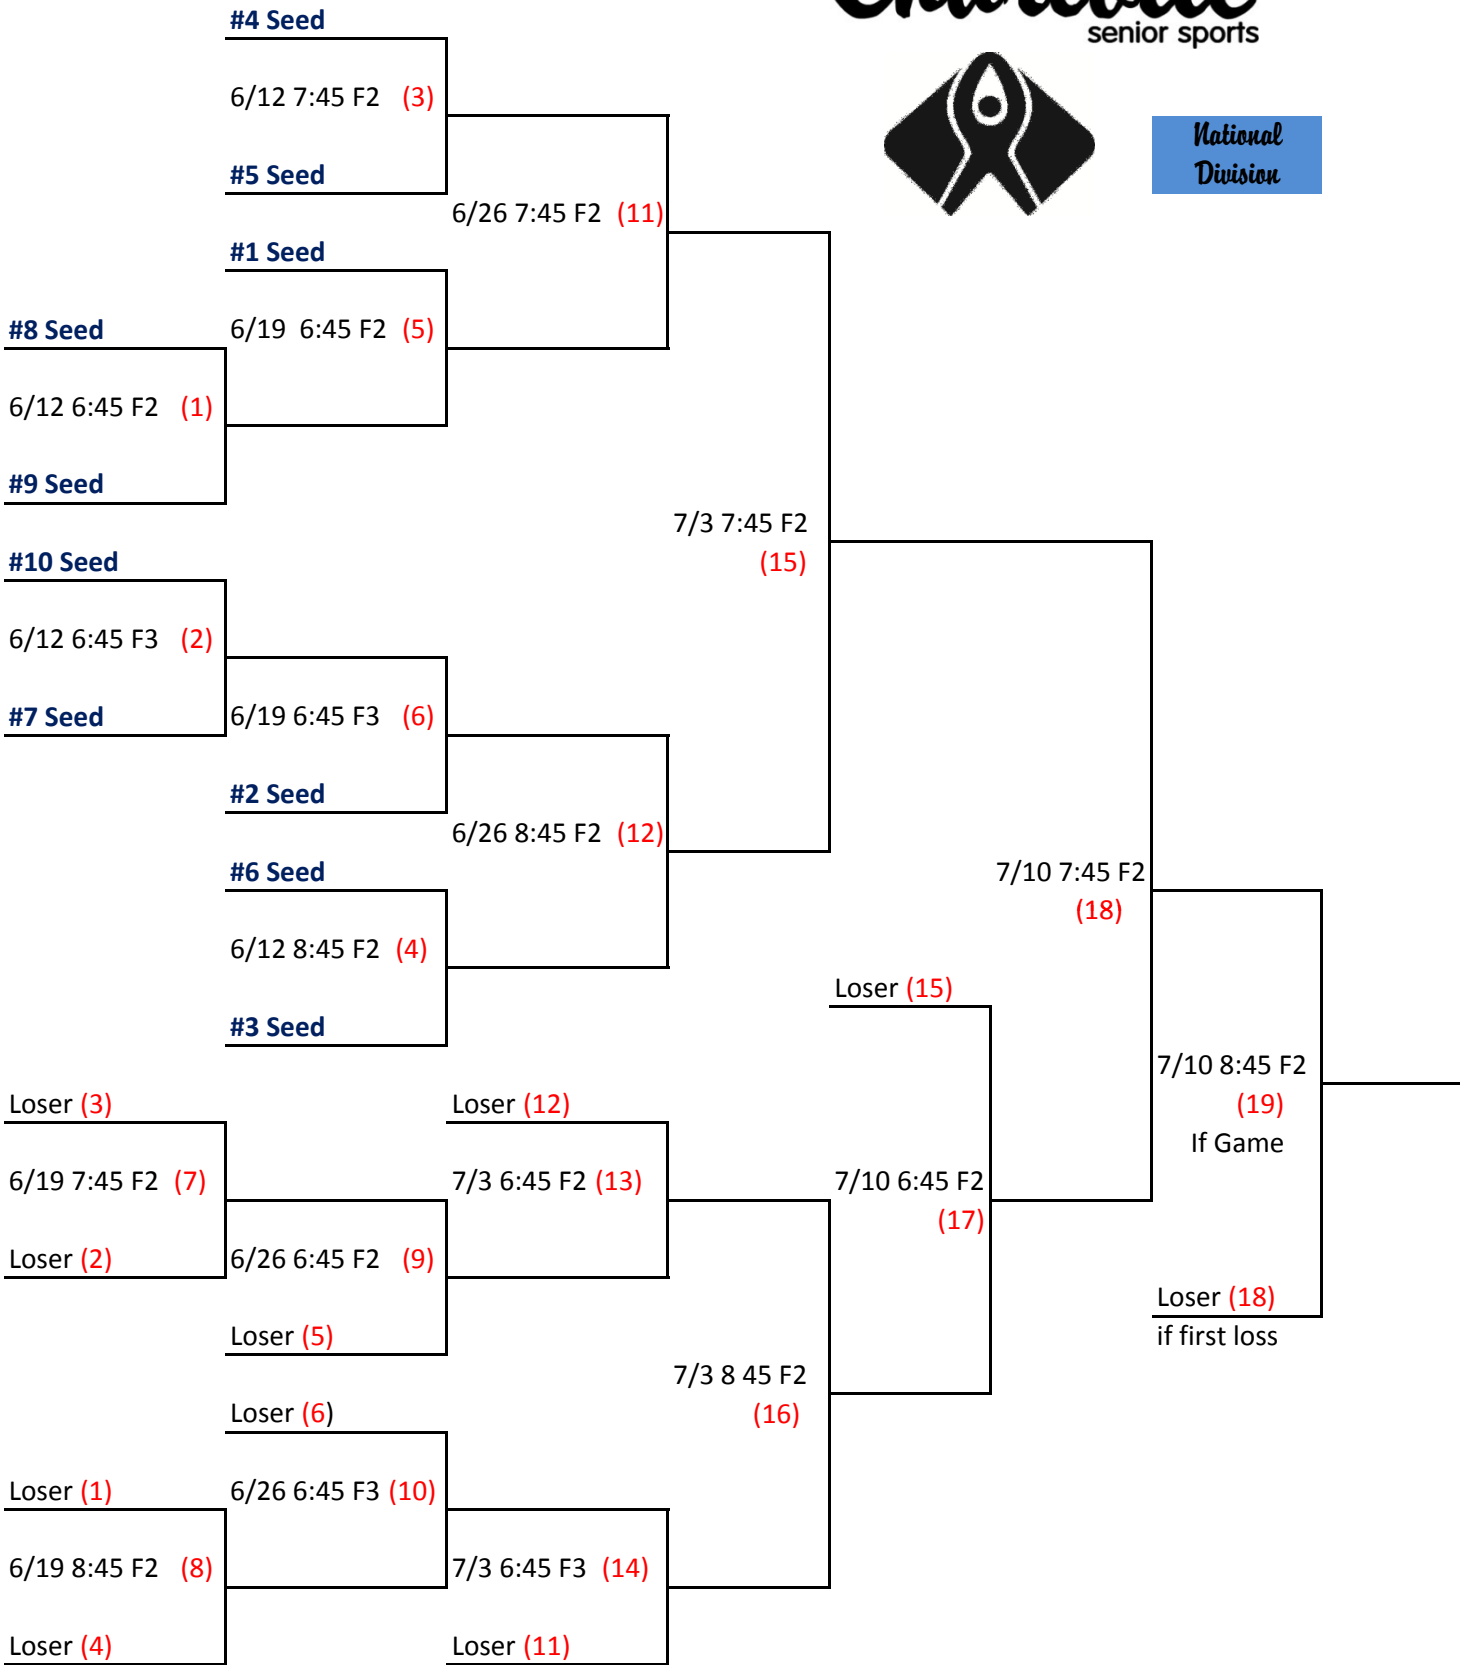 senior sports
National
Division
#4 Seed
6/12 7:45 F2 (3)
#5 Seed
6/26 7:45 F2 (11)
#1 Seed
6/19 6:45 F2 (5)
#8 Seed
6/12 6:45 F2 (1)
#9 Seed
7/3 7:45 F2
(15)
#10 Seed
6/12 6:45 F3 (2)
#7 Seed
6/19 6:45 F3 (6)
#2 Seed
6/26 8:45 F2 (12)
#6 Seed
6/12 8:45 F2 (4)
#3 Seed
7/10 7:45 F2
(18)
Loser (15)
7/10 8:45 F2
(19)
If Game
Loser (3)
6/19 7:45 F2 (7)
Loser (2)
Loser (12)
7/3 6:45 F2 (13)
7/10 6:45 F2
(17)
6/26 6:45 F2 (9)
Loser (5)
Loser (18)
if first loss
7/3 8 45 F2
(16)
Loser (6)
6/26 6:45 F3 (10)
Loser (1)
6/19 8:45 F2 (8)
Loser (4)
7/3 6:45 F3 (14)
Loser (11)